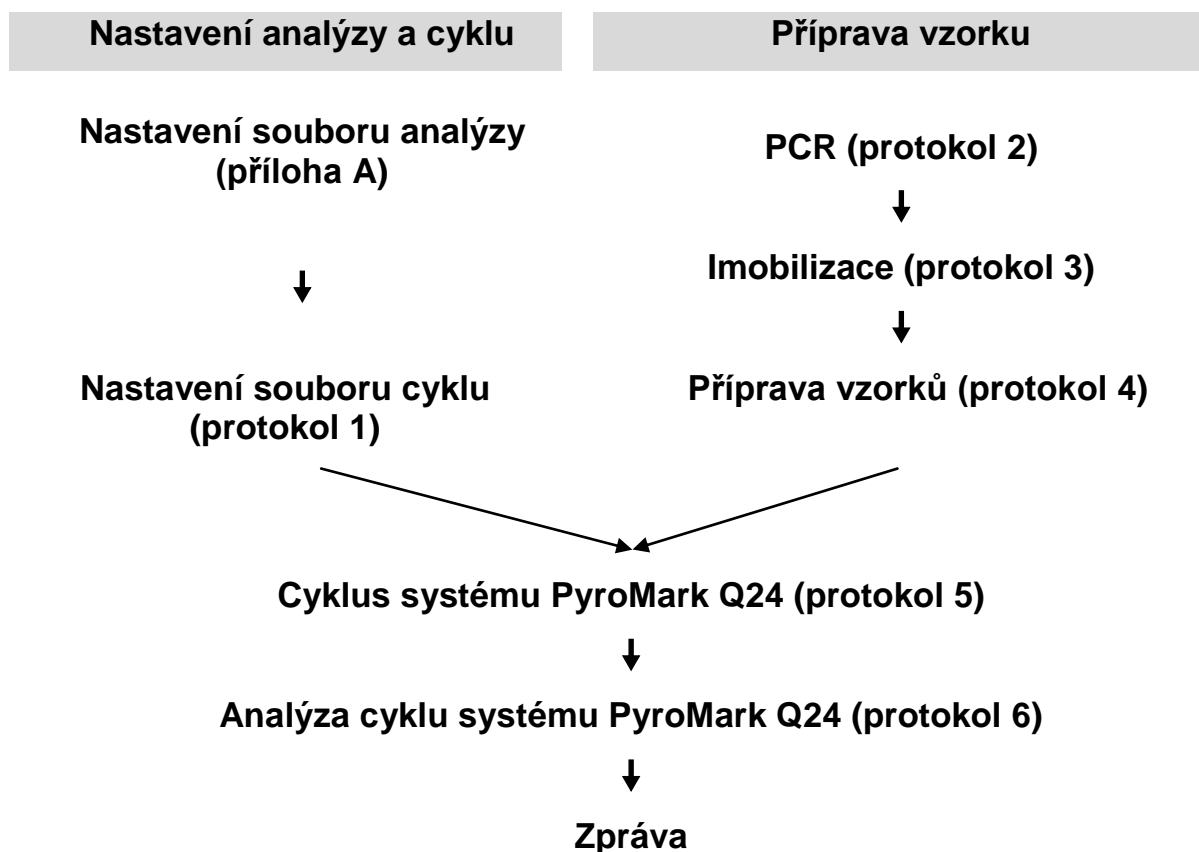 Nastavení analýzy a cyklu
Příprava vzorku
Nastavení souboru analýzy
(příloha A)
Nastavení souboru cyklu
(protokol 1)
PCR (protokol 2)
Imobilizace (protokol 3)
Příprava vzorků (protokol 4)
Cyklus systému PyroMark Q24 (protokol 5)
Analýza cyklu systému PyroMark Q24 (protokol 6)
Zpráva